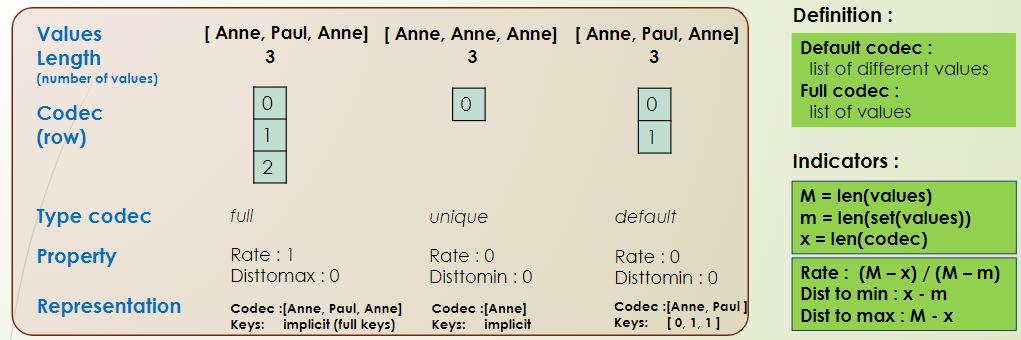 Values [ Anne, Paul, Anne] [ Anne, Anne, Anne] [ Anne, Paul, Anne]
Length 3 3 3
(number of values)
Codec
(row)
0 0 0
1 1
2
Type codec full unique default
Property Rate : 1 Rate : 0 Rate : 0
Disttomax : 0 Disttomin : 0 Disttomin : 0
Representation Codec :[Anne, Paul, Anne] Codec :[Anne] Codec :[Anne, Paul ]
Keys: implicit (full keys) Keys: implicit Keys: [ 0, 1, 1 ]
Definition :
Default codec :
list of different values
Full codec :
list of values
Indicators :
M = len(values)
m = len(set(values))
x = len(codec)
Rate : (M – x) / (M – m)
Dist to min : x - m
Dist to max : M - x